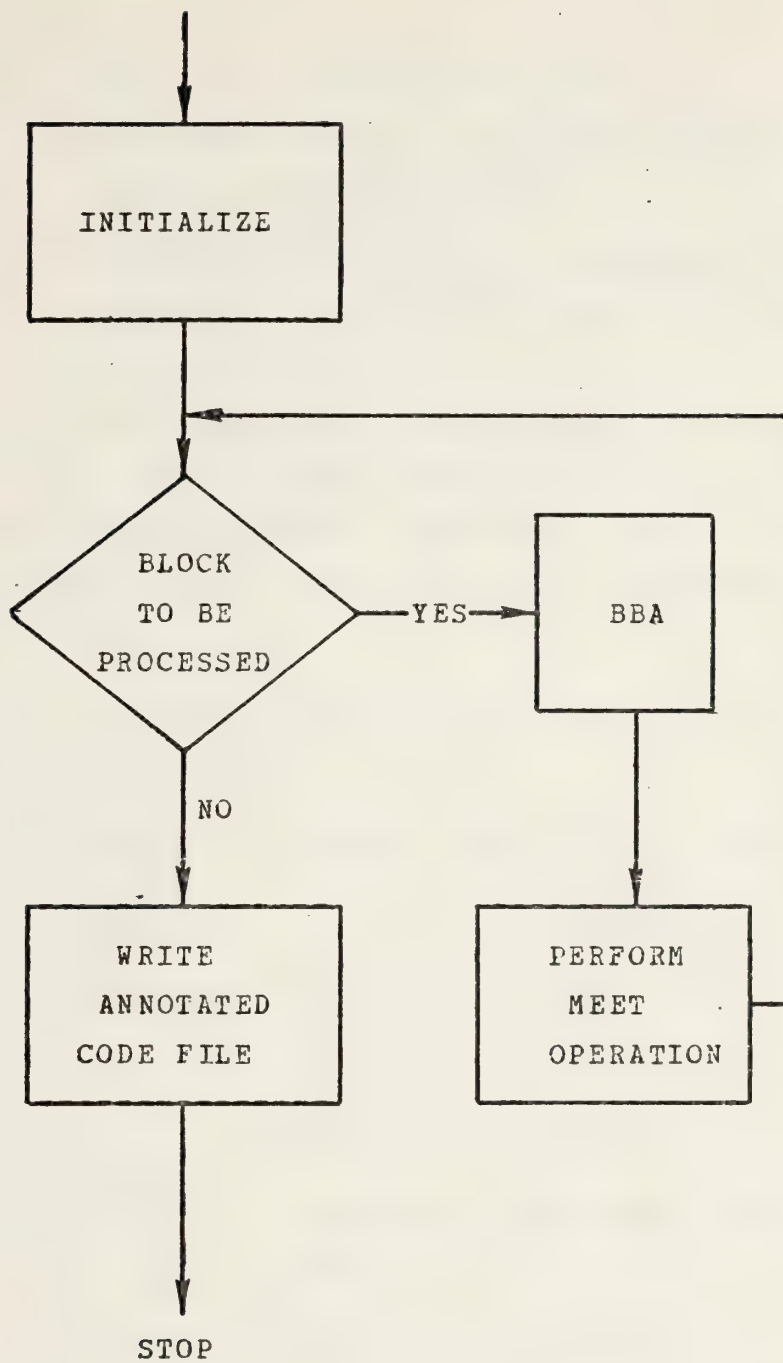 INITIALIZE
BLOCK
TO BE
PROCESSED
YES
BBA
NO
WRITE
ANNOTATED
CODE FILE
PERFORM
MEET
OPERATION
STOP